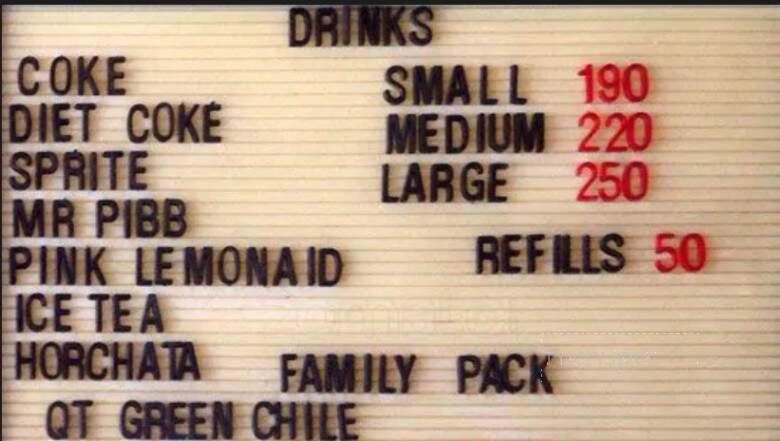 DRINKS
COKE
DIET COKE
SPRITE
MR PIBB
PINK LEMONAID
ICE TEA
HORCHATA
SMALL 190
MEDIUM 220
LARGE 250
REFILLS 50
FAMILY PACK
QT GREEN CHILE